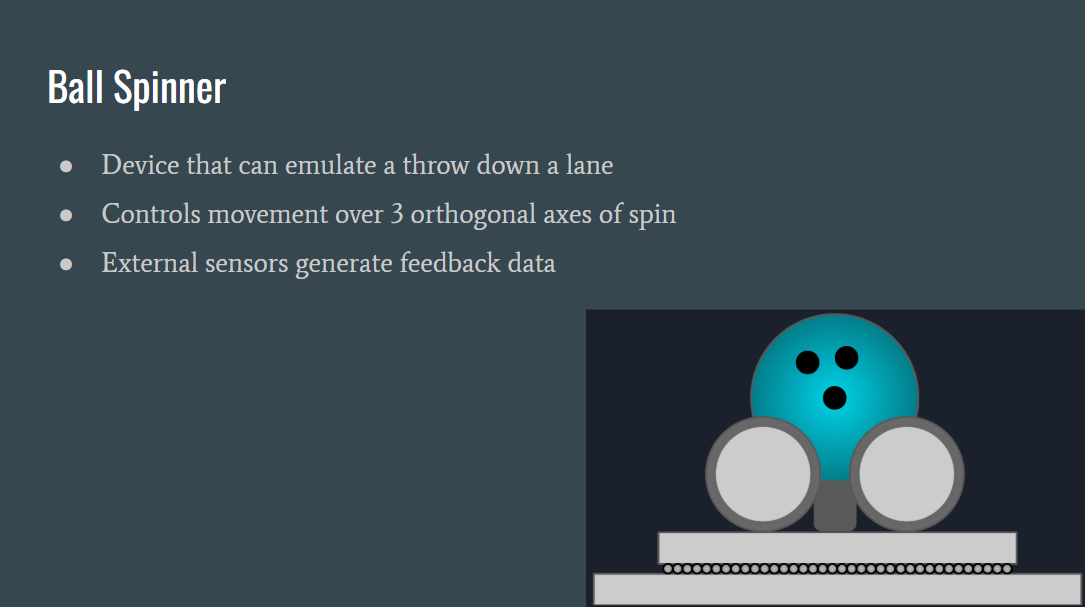 Ball Spinner
● Device that can emulate a throw down a lane
● Controls movement over 3 orthogonal axes of spin
● External sensors generate feedback data